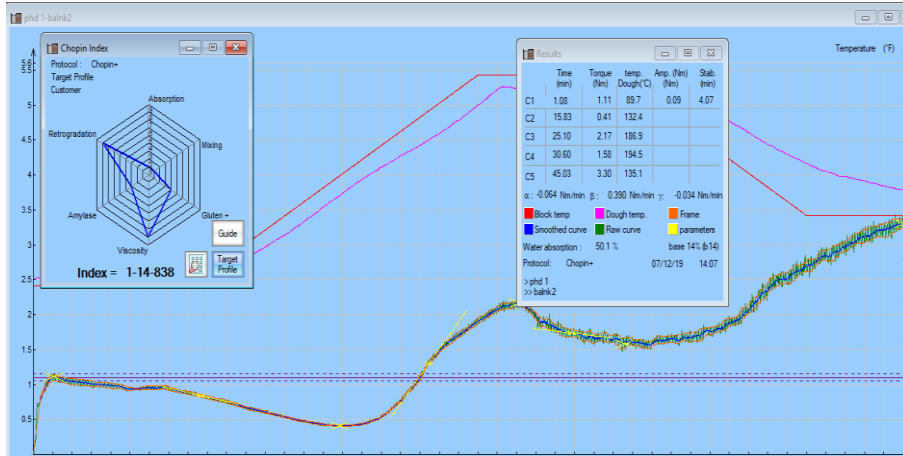 phd 1-balnk2
Chopin Index
Protocol : Chopin+
Target Profile
Customer
Absorption
Retrogradation
Mixing
Amylase
Gluten +
Viscosity
Guide
Index = 1-14-838
Target
Profile
Results
Time (min) Torque (Nm) temp. Dough(°C) Amp. (Nm) (Nm) Stab. (min)
C1 1.08 1.11 89.7 0.09 4.07
C2 15.83 0.41 132.4
C3 25.10 2.17 186.9
C4 30.60 1.58 194.5
C5 45.03 3.30 135.1
α : -0.064 Nm/min β : 0.390 Nm/min γ: -0.034 Nm/min
Block temp Dough temp. Frame
Smoothed curve Raw curve parameters
Water absorption : 50.1 % base 14% (b14)
Protocol: Chopin+ 07/12/19 14:07
> phd 1
>> balnk2
Temperature (°F)
5.6
5.5
5
4.5
4
3.5
3
2.5
2
1.5
1
0.5